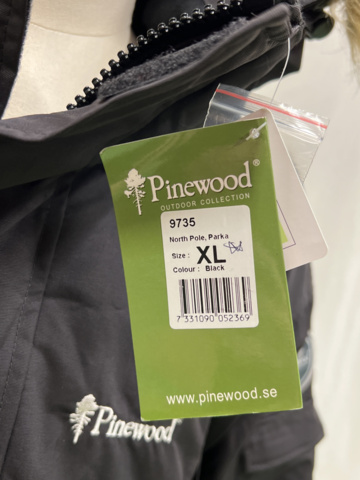 Pinewood®
OUTDOOR COLLECTION
9735
North Pole, Parka
Size : XL
Colour : Black
7 331090 052369
www.pinewood.se
Pinewood